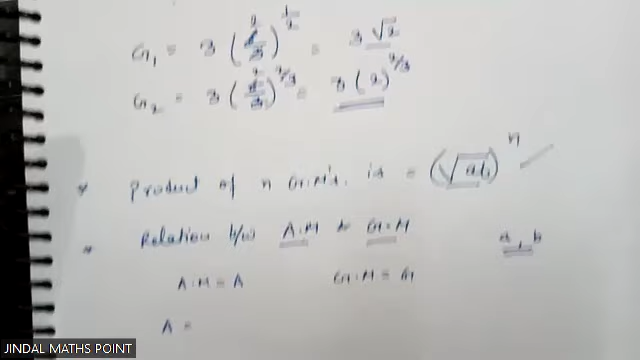 G₁ = 3 (6/3)^1/2 = 3 √2
G₂ = 3 (6/3)^2/3 = 3 (2)^2/3
* Product of n G.M's. is = (√ab)^n
* Relation b/w A.M & G.M
a, b
A.M = A G.M = G
A =
JINDAL MATHS POINT